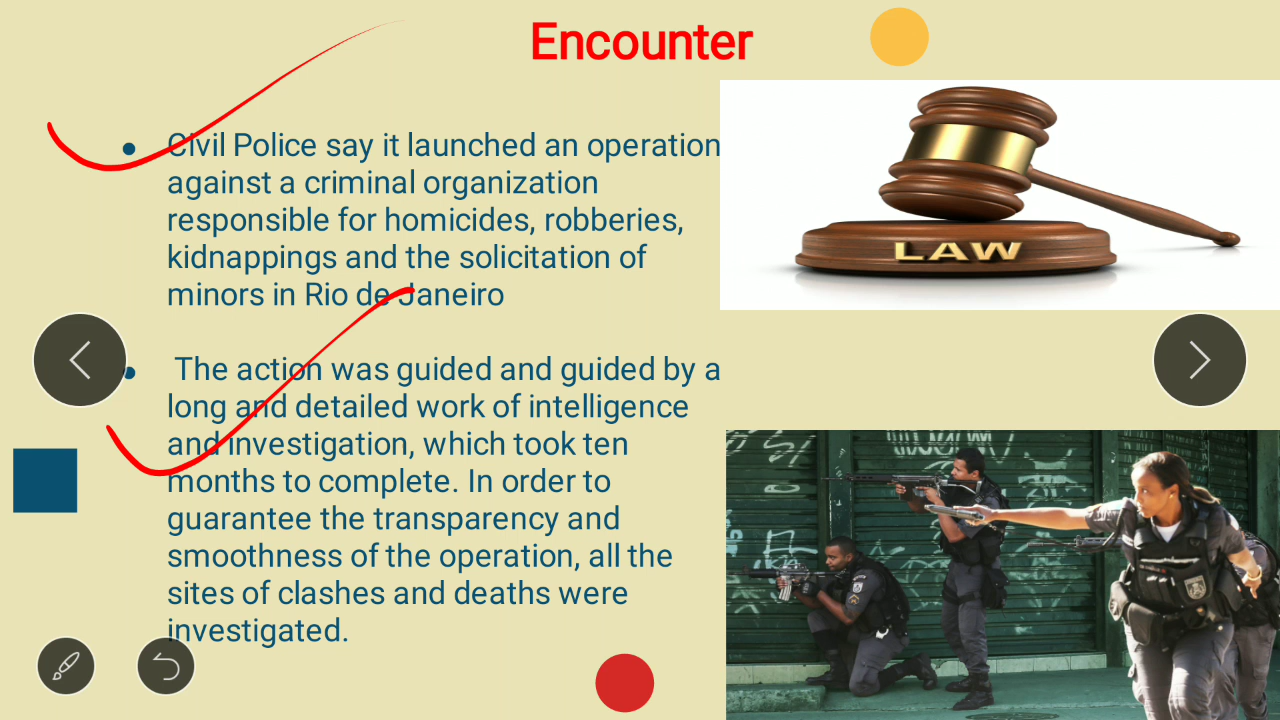 Encounter
Civil Police say it launched an operation
against a criminal organization
responsible for homicides, robberies,
kidnappings and the solicitation of
minors in Rio de Janeiro
The action was guided and guided by a
long and detailed work of intelligence
and investigation, which took ten
months to complete. In order to
guarantee the transparency and
smoothness of the operation, all the
sites of clashes and deaths were
investigated.
LAW